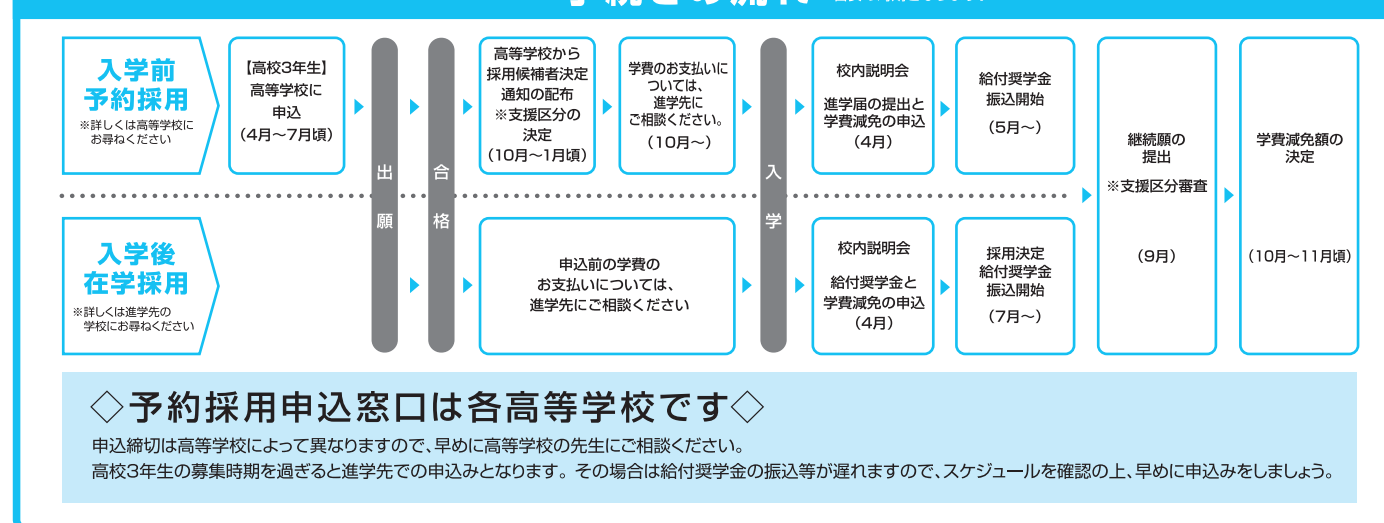 入学前
予約採用
※詳しくは高等学校に
お尋ねください
【高校3年生】
高等学校に
申込
(4月〜7月頃)
出願
合格
高等学校から
採用候補者決定
通知の配布
※支援区分の
決定
(10月〜1月頃)
学費のお支払いに
ついては、
進学先に
ご相談ください。
(10月〜)
入学
校内説明会
進学届の提出と
学費減免の申込
(4月)
給付奨学金
振込開始
(5月〜)
継続願の
提出
※支援区分審査
(9月)
学費減免額の
決定
(10月〜11月頃)
入学後
在学採用
※詳しくは進学先の
学校にお尋ねください
申込前の学費の
お支払いについては、
進学先にご相談ください
校内説明会
給付奨学金と
学費減免の申込
(4月)
採用決定
給付奨学金
振込開始
(7月〜)
◇予約採用申込窓口は各高等学校です◇
申込締切は高等学校によって異なりますので、早めに高等学校の先生にご相談ください。
高校3年生の募集時期を過ぎると進学先での申込みとなります。その場合は給付奨学金の振込等が遅れますので、スケジュールを確認の上、早めに申込みをしましょう。